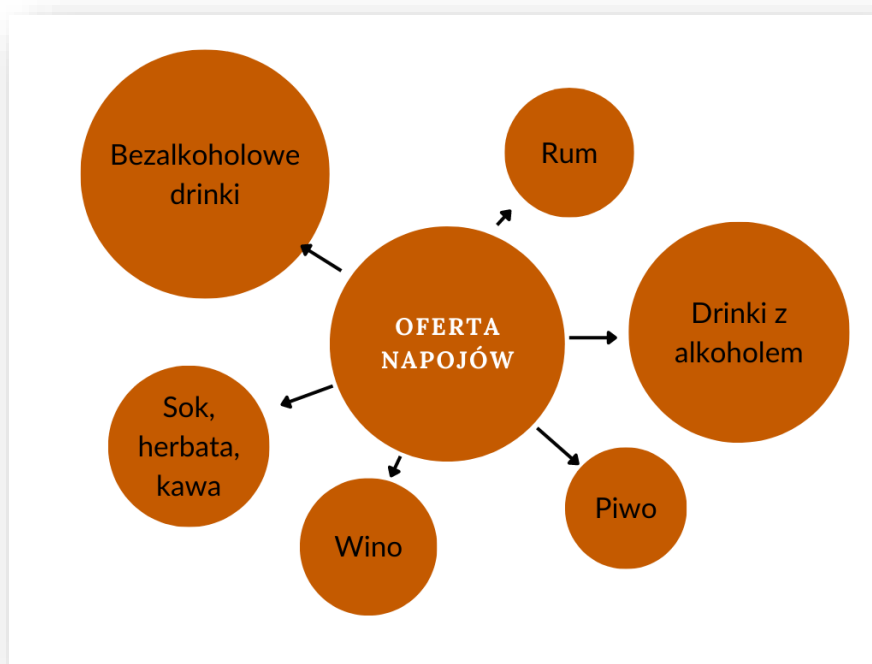 Bezalkoholowe
drinki
Rum
OFERTA
NAPOJÓW
Drinki z
alkoholem
Sok,
herbata,
kawa
Wino
Piwo